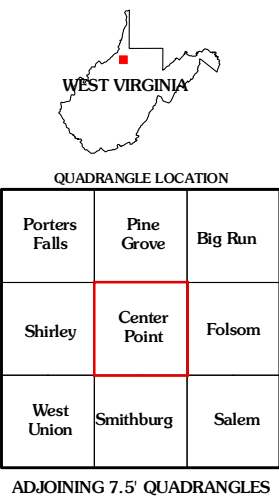 WEST VIRGINIA
QUADRANGLE LOCATION
Porters
Falls
Pine
Grove
Big Run
Shirley
Center
Point
Folsom
West
Union
Smithburg
Salem
ADJOINING 7.5' QUADRANGLES